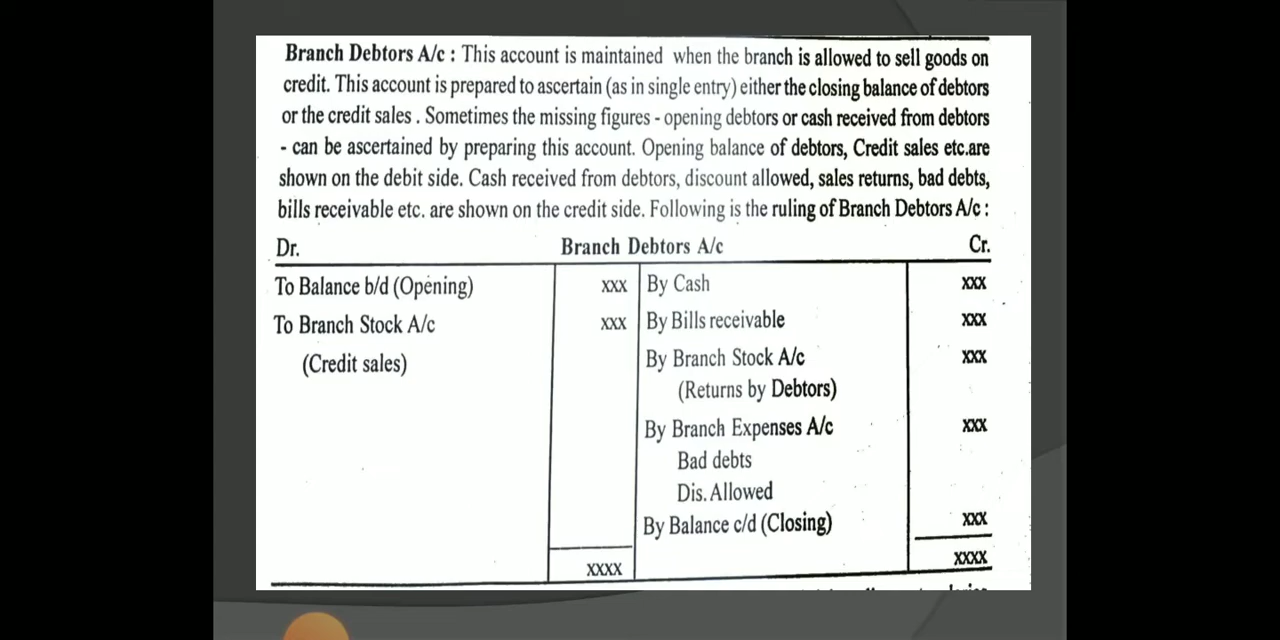 Branch Debtors A/c : This account is maintained when the branch is allowed to sell goods on
credit. This account is prepared to ascertain (as in single entry) either the closing balance of debtors
or the credit sales . Sometimes the missing figures - opening debtors or cash received from debtors
- can be ascertained by preparing this account. Opening balance of debtors, Credit sales etc.are
shown on the debit side. Cash received from debtors, discount allowed, sales returns, bad debts,
bills receivable etc. are shown on the credit side. Following is the ruling of Branch Debtors A/c :
Dr. Branch Debtors A/c Cr.
To Balance b/d (Opening) xxx By Cash xxx
To Branch Stock A/c xxx By Bills receivable xxx
(Credit sales) By Branch Stock A/c xxx
(Returns by Debtors)
By Branch Expenses A/c xxx
Bad debts
Dis. Allowed
By Balance c/d (Closing) xxx
xxxx xxxx